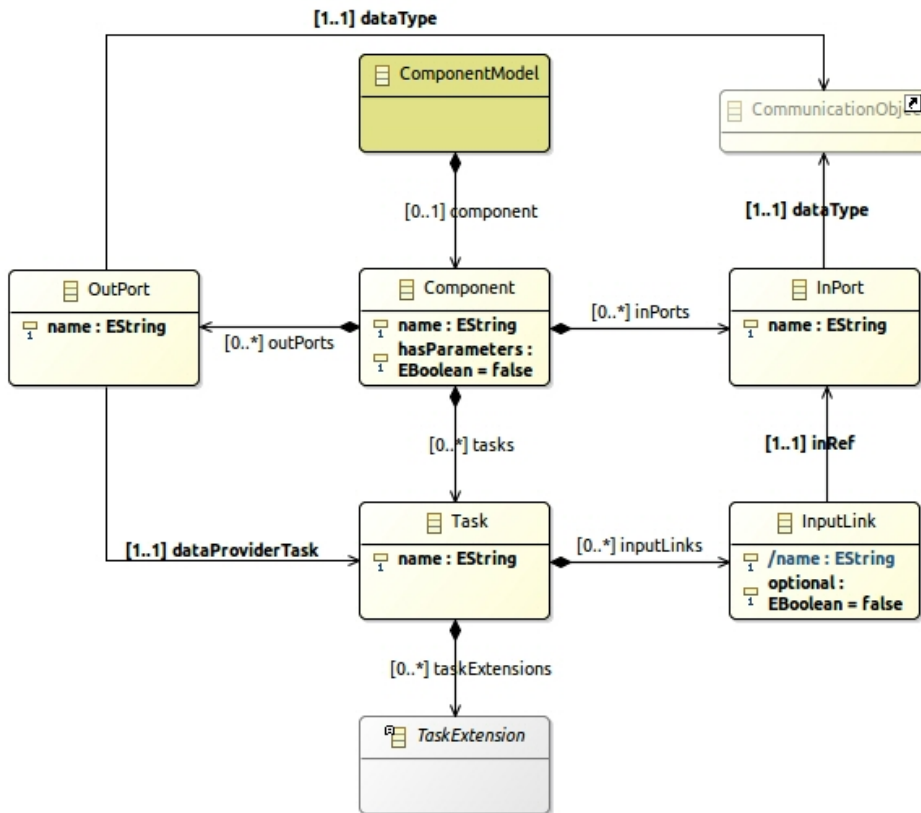 [1..1] dataType
ComponentModel
CommunicationObjec
[0..1] component
[1..1] dataType
OutPort
name : EString
Component
name : EString
hasParameters :
EBoolean = false
InPort
name : EString
[0..*] outPorts
[0..*] inPorts
[0..*] tasks
[1..1] inRef
Task
name : EString
InputLink
/name : EString
optional :
EBoolean = false
[1..1] dataProviderTask
[0..*] inputLinks
[0..*] taskExtensions
TaskExtension